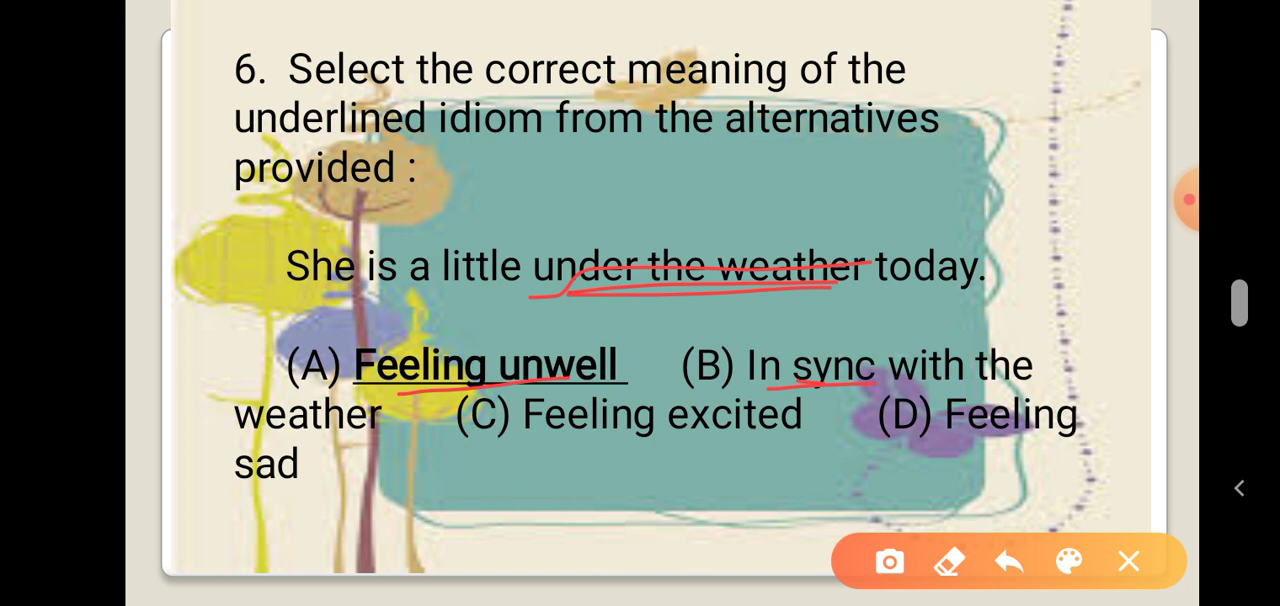 6. Select the correct meaning of the
underlined idiom from the alternatives
provided :
She is a little under the weather today.
(A) Feeling unwell (B) In sync with the
weather (C) Feeling excited (D) Feeling
sad